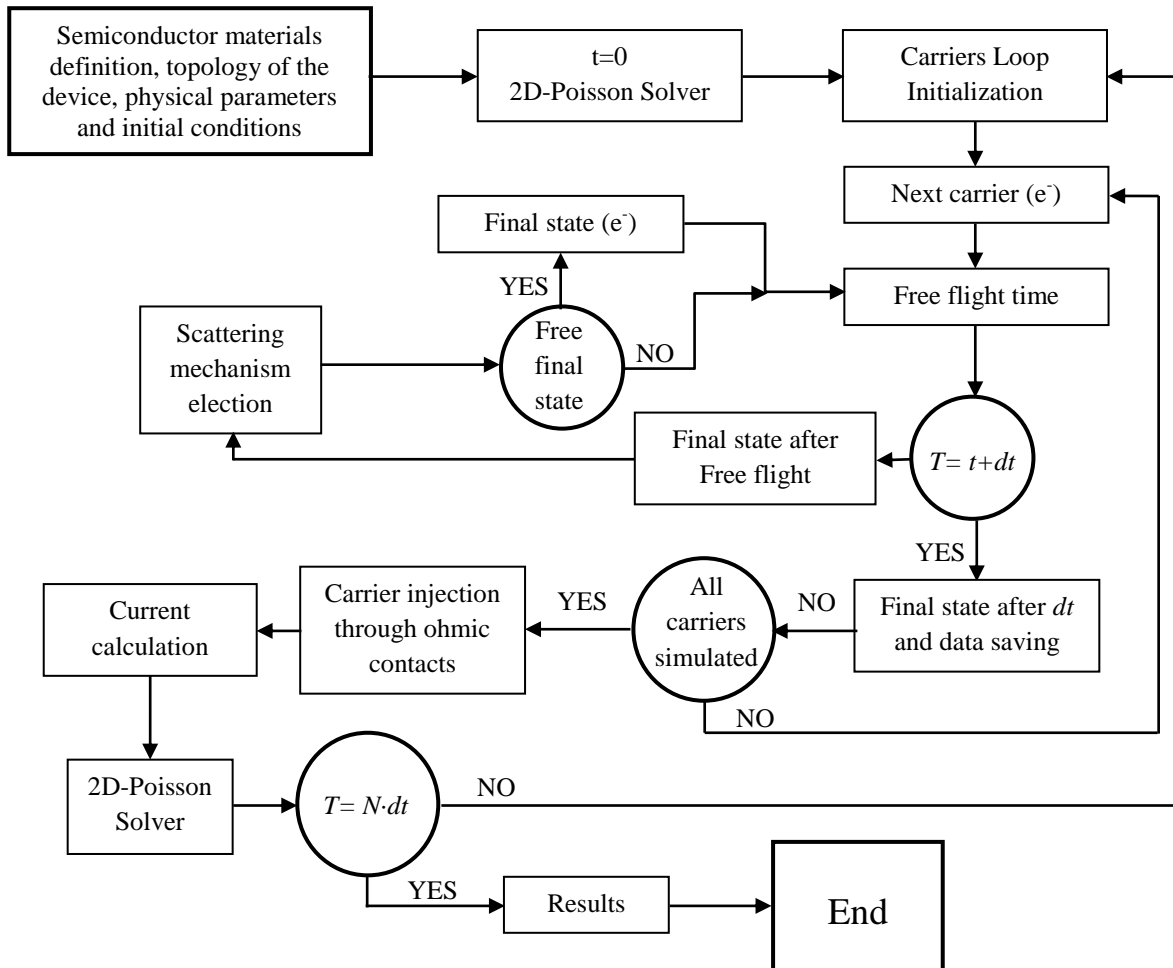 Semiconductor materials
definition, topology of the
device, physical parameters
and initial conditions
t=0
2D-Poisson Solver
Carriers Loop
Initialization
Next carrier (e⁻)
Final state (e⁻)
YES
Free flight time
Scattering
mechanism
election
Free
final
state
NO
Final state after
Free flight
T= t+dt
YES
Final state after dt
and data saving
NO
All
carriers
simulated
YES
NO
Carrier injection
through ohmic
contacts
Current
calculation
2D-Poisson
Solver
T= N·dt
NO
YES
Results
End